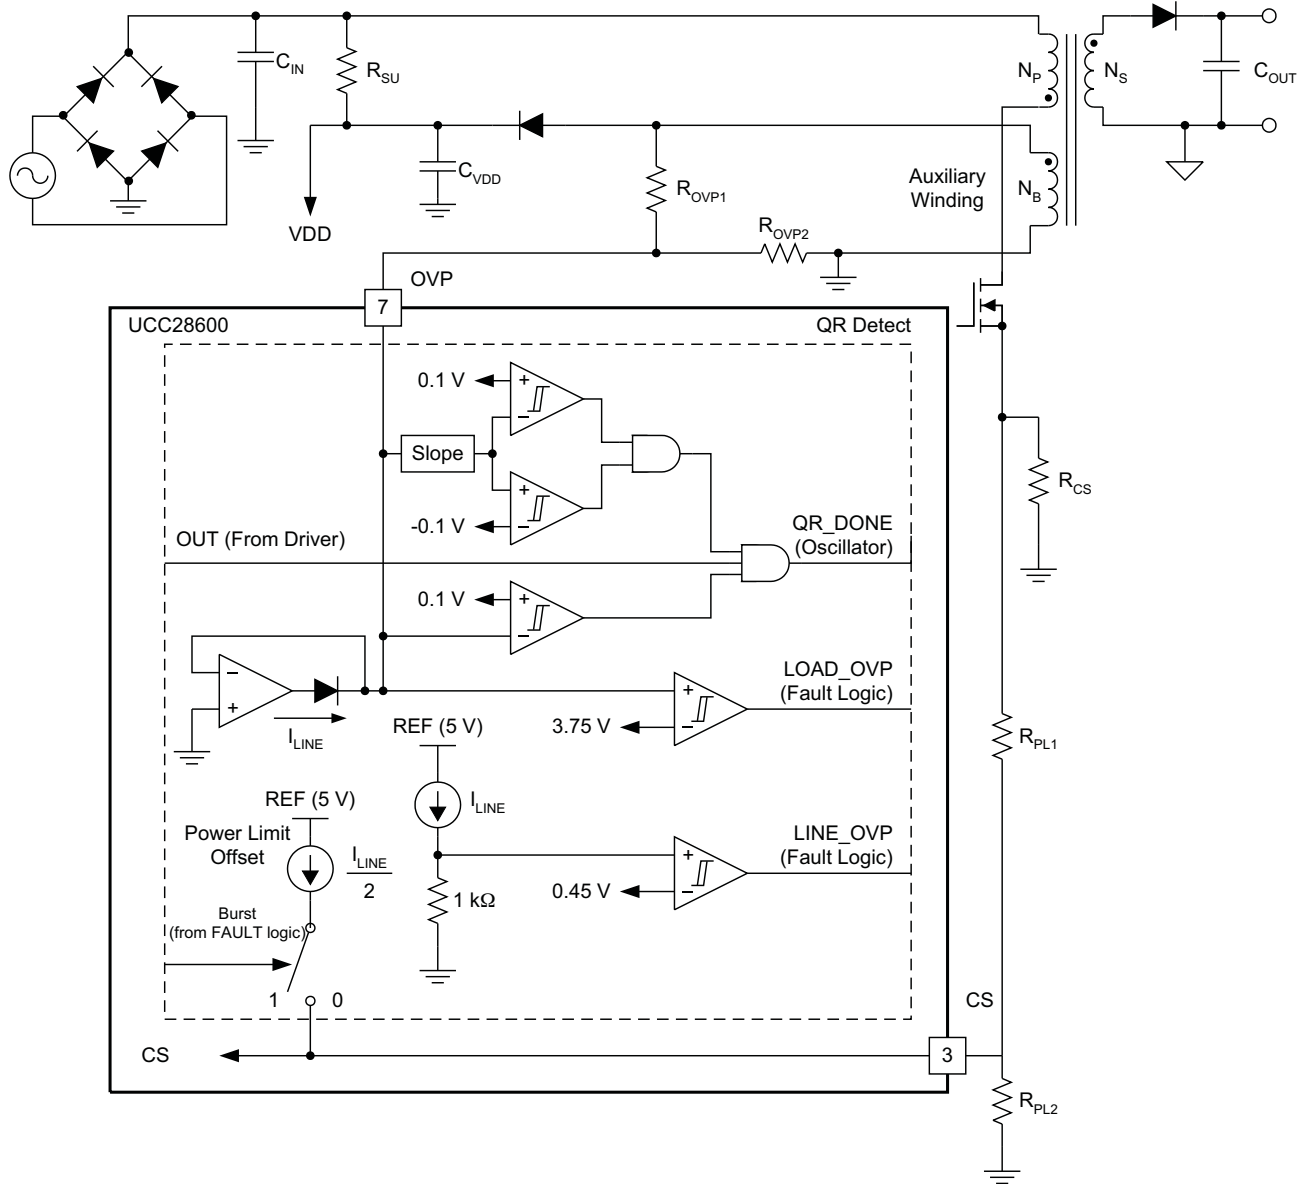 C_IN
R_SU
N_P
N_S
C_OUT
C_VDD
R_OVP1
Auxiliary
Winding
N_B
VDD
R_OVP2
OVP
7
UCC28600
QR Detect
0.1 V
+
−
Slope
+
-0.1 V
−
OUT (From Driver)
QR_DONE
(Oscillator)
R_CS
0.1 V
+
−
−
+
I_LINE
LOAD_OVP
(Fault Logic)
+
3.75 V
−
REF (5 V)
R_PL1
I_LINE
REF (5 V)
Power Limit
Offset
I_LINE
2
LINE_OVP
(Fault Logic)
+
0.45 V
−
1 kΩ
Burst
(from FAULT logic)
1
0
CS
CS
3
R_PL2